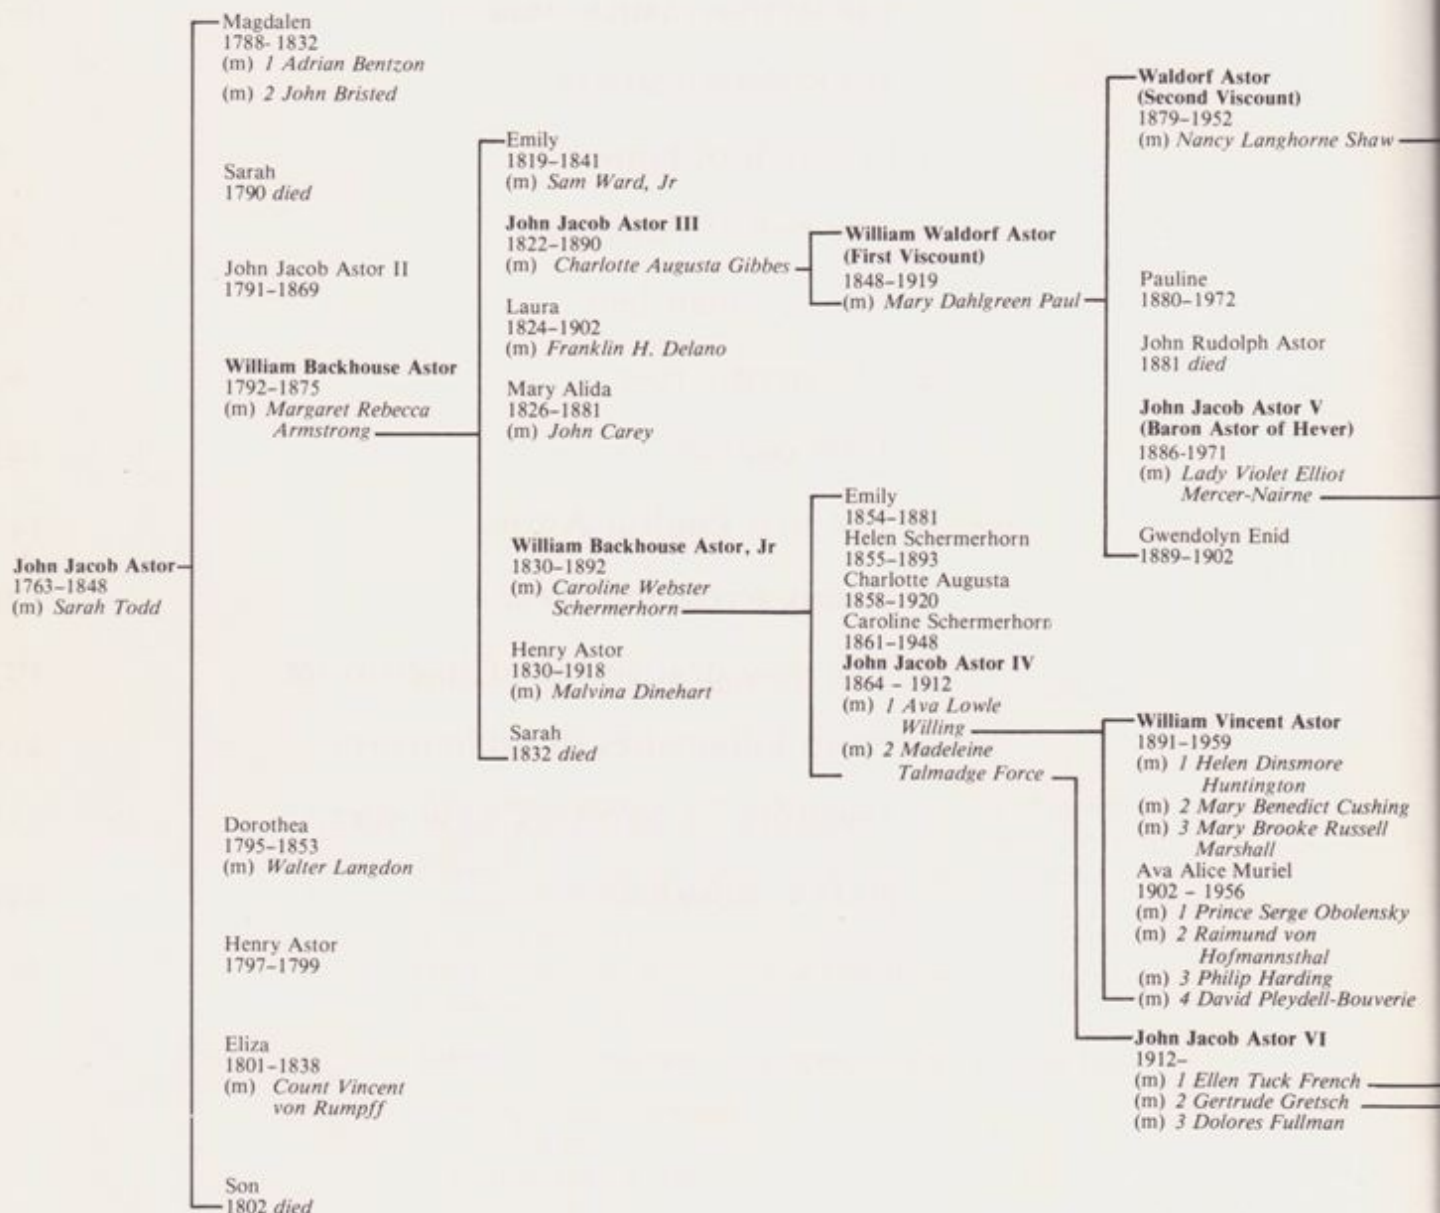 John Jacob Astor
1763–1848
(m) Sarah Todd
Magdalen
1788- 1832
(m) 1 Adrian Bentzon
(m) 2 John Bristed
Sarah
1790 died
John Jacob Astor II
1791–1869
William Backhouse Astor
1792–1875
(m) Margaret Rebecca
Armstrong
Dorothea
1795–1853
(m) Walter Langdon
Henry Astor
1797–1799
Eliza
1801–1838
(m) Count Vincent
von Rumpff
Son
1802 died
Emily
1819–1841
(m) Sam Ward, Jr
John Jacob Astor III
1822–1890
(m) Charlotte Augusta Gibbes
Laura
1824–1902
(m) Franklin H. Delano
Mary Alida
1826–1881
(m) John Carey
William Backhouse Astor, Jr
1830–1892
(m) Caroline Webster
Schermerhorn
Henry Astor
1830–1918
(m) Malvina Dinehart
Sarah
1832 died
William Waldorf Astor
(First Viscount)
1848–1919
(m) Mary Dahlgreen Paul
Emily
1854–1881
Helen Schermerhorn
1855–1893
Charlotte Augusta
1858–1920
Caroline Schermerhorn
1861–1948
John Jacob Astor IV
1864 – 1912
(m) 1 Ava Lowle
Willing
(m) 2 Madeleine
Talmadge Force
Waldorf Astor
(Second Viscount)
1879–1952
(m) Nancy Langhorne Shaw
Pauline
1880–1972
John Rudolph Astor
1881 died
John Jacob Astor V
(Baron Astor of Hever)
1886-1971
(m) Lady Violet Elliot
Mercer-Nairne
Gwendolyn Enid
1889–1902
William Vincent Astor
1891–1959
(m) 1 Helen Dinsmore
Huntington
(m) 2 Mary Benedict Cushing
(m) 3 Mary Brooke Russell
Marshall
Ava Alice Muriel
1902 – 1956
(m) 1 Prince Serge Obolensky
(m) 2 Raimund von
Hofmannsthal
(m) 3 Philip Harding
(m) 4 David Pleydell-Bouverie
John Jacob Astor VI
1912–
(m) 1 Ellen Tuck French
(m) 2 Gertrude Gretsch
(m) 3 Dolores Fullman